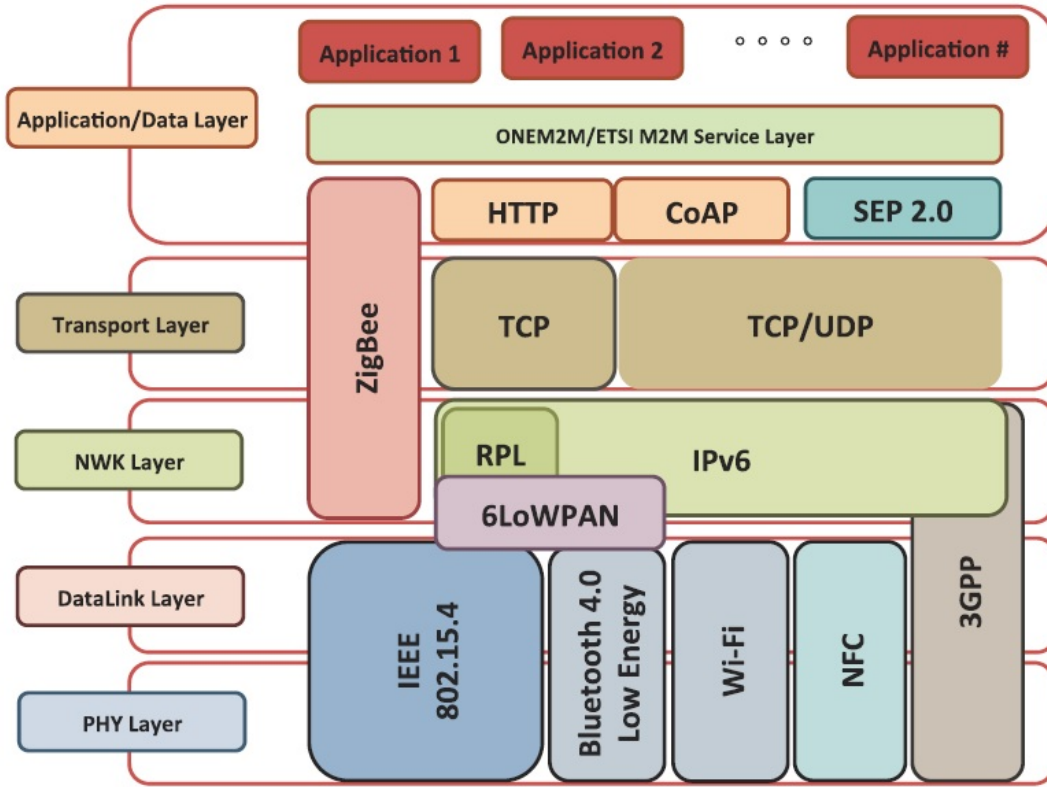 Application 1
Application 2
Application #
Application/Data Layer
ONEM2M/ETSI M2M Service Layer
HTTP
CoAP
SEP 2.0
Transport Layer
ZigBee
TCP
TCP/UDP
NWK Layer
RPL
IPv6
6LoWPAN
DataLink Layer
IEEE
802.15.4
Bluetooth 4.0
Low Energy
Wi-Fi
NFC
3GPP
PHY Layer